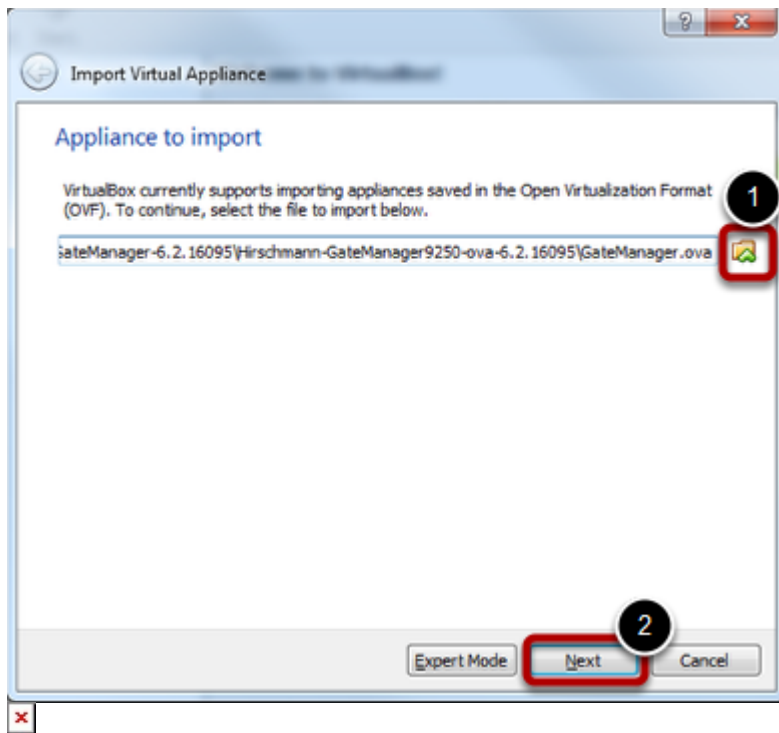 Import Virtual Appliance
Appliance to import
VirtualBox currently supports importing appliances saved in the Open Virtualization Format
(OVF). To continue, select the file to import below.
1
GateManager-6.2.16095\Hirschmann-GateManager9250-ova-6.2.16095\GateManager.ova
2
Expert Mode
Next
Cancel